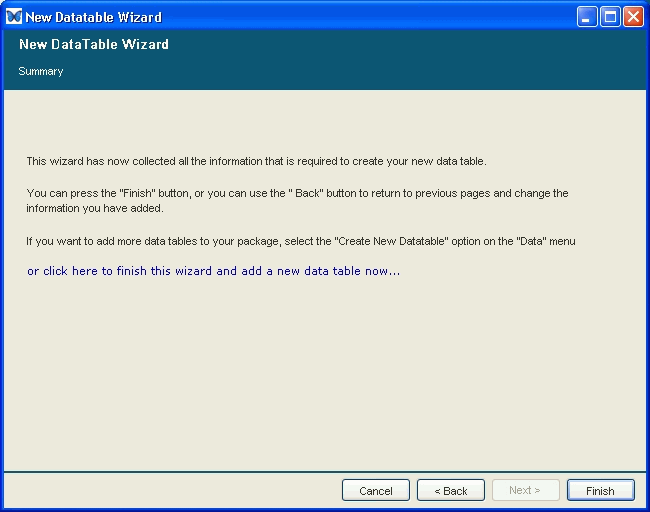 New Datatable Wizard
New DataTable Wizard
Summary
This wizard has now collected all the information that is required to create your new data table.
You can press the "Finish" button, or you can use the " Back" button to return to previous pages and change the
information you have added.
If you want to add more data tables to your package, select the "Create New Datatable" option on the "Data" menu
or click here to finish this wizard and add a new data table now...
Cancel
< Back
Next >
Finish